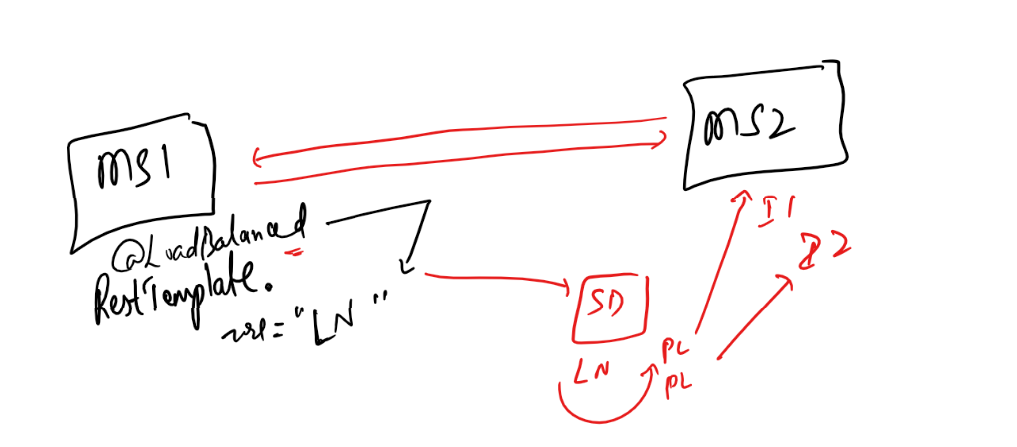 MS1
MS2
@LoadBalanced
RestTemplate.
url="LN"
SD
LN
PL
PL
I1
I2